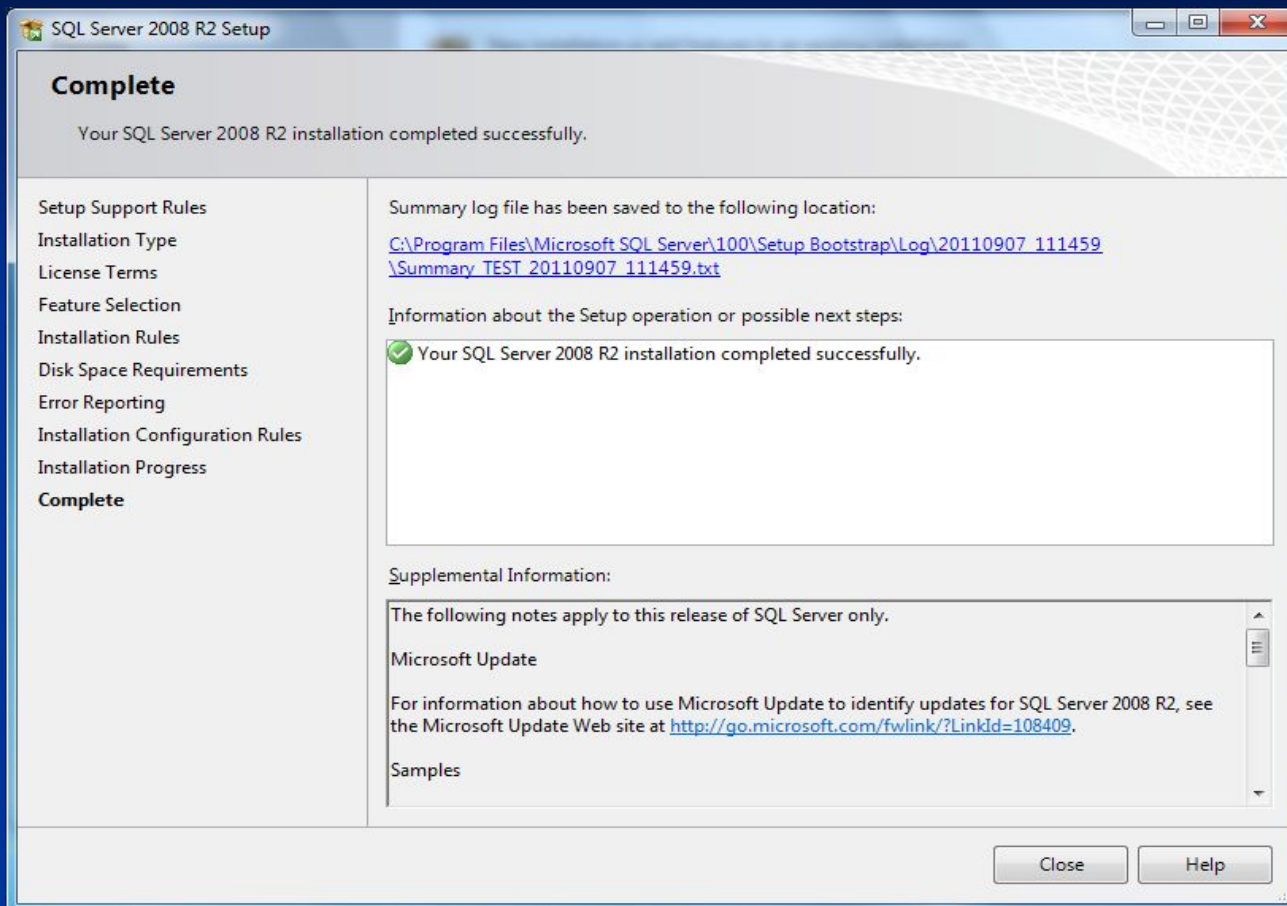 SQL Server 2008 R2 Setup
Complete
Your SQL Server 2008 R2 installation completed successfully.
Setup Support Rules
Installation Type
License Terms
Feature Selection
Installation Rules
Disk Space Requirements
Error Reporting
Installation Configuration Rules
Installation Progress
Complete
Summary log file has been saved to the following location:
C:\Program Files\Microsoft SQL Server\100\Setup Bootstrap\Log\20110907_111459
\Summary_TEST_20110907_111459.txt
Information about the Setup operation or possible next steps:
Your SQL Server 2008 R2 installation completed successfully.
Supplemental Information:
The following notes apply to this release of SQL Server only.
Microsoft Update
For information about how to use Microsoft Update to identify updates for SQL Server 2008 R2, see
the Microsoft Update Web site at http://go.microsoft.com/fwlink/?LinkId=108409.
Samples
Close
Help